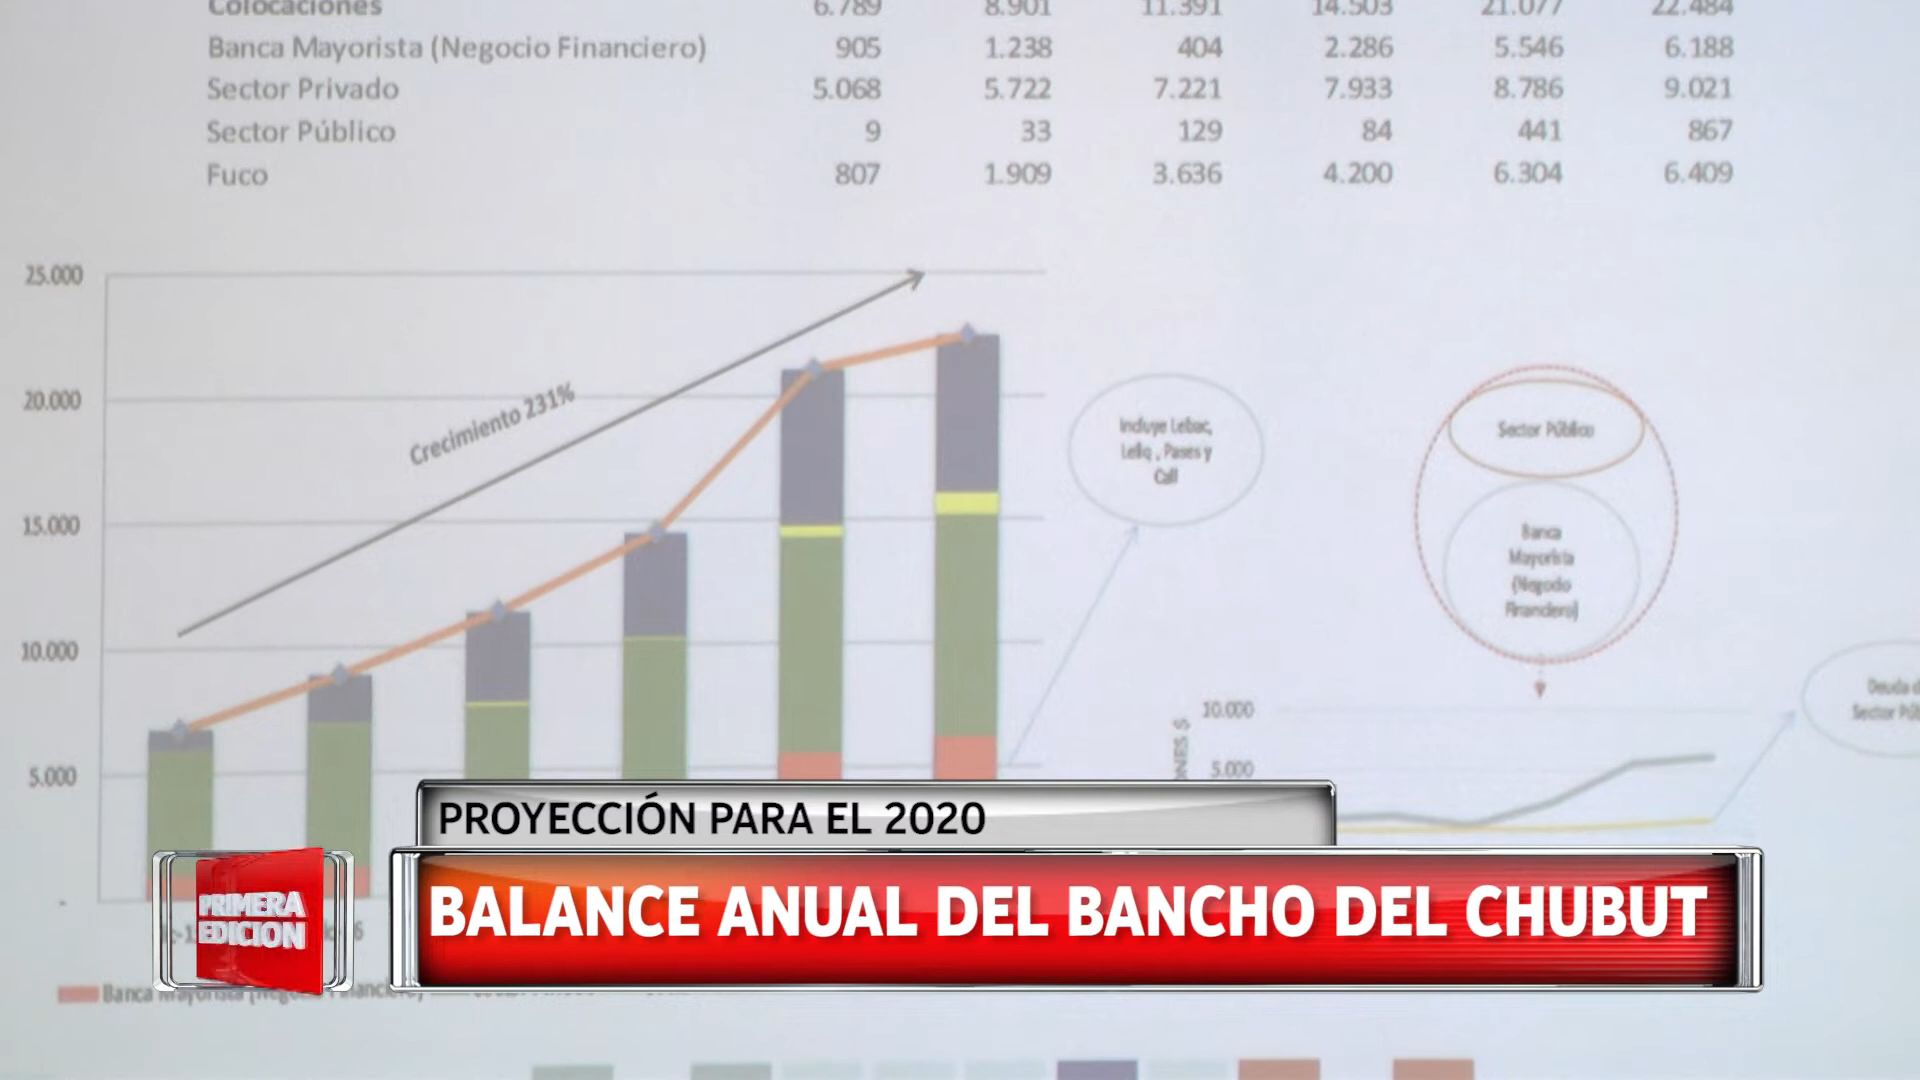 Colocaciones 6.789 8.901 11.391 14.503 21.077 22.484
Banca Mayorista (Negocio Financiero) 905 1.238 404 2.286 5.546 6.188
Sector Privado 5.068 5.722 7.221 7.933 8.786 9.021
Sector Público 9 33 129 84 441 867
Fuco 807 1.909 3.636 4.200 6.304 6.409
25.000
20.000
15.000
10.000
5.000
-
Crecimiento 231%
Incluye Lebac,
Leliq , Pases y
Call
Sector Público
Banca
Mayorista
(Negocio
Financiero)
10.000
5.000
PROYECCIÓN PARA EL 2020
BALANCE ANUAL DEL BANCHO DEL CHUBUT
PRIMERA
EDICION
Banca Mayorista (Negocio Financiero)